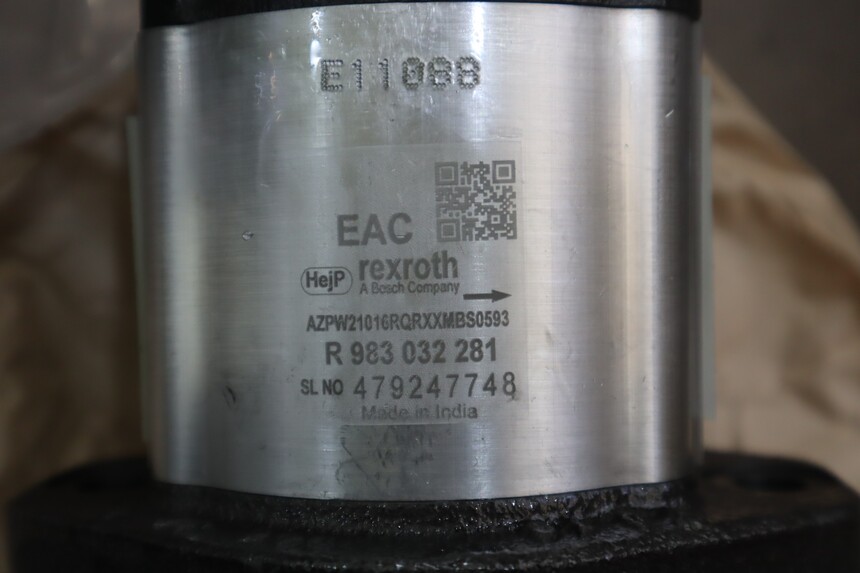 E11088
EAC
HejP rexroth
A Bosch Company
AZPW21016RQRXXMBS0593
R 983 032 281
SL NO 479247748
Made in India